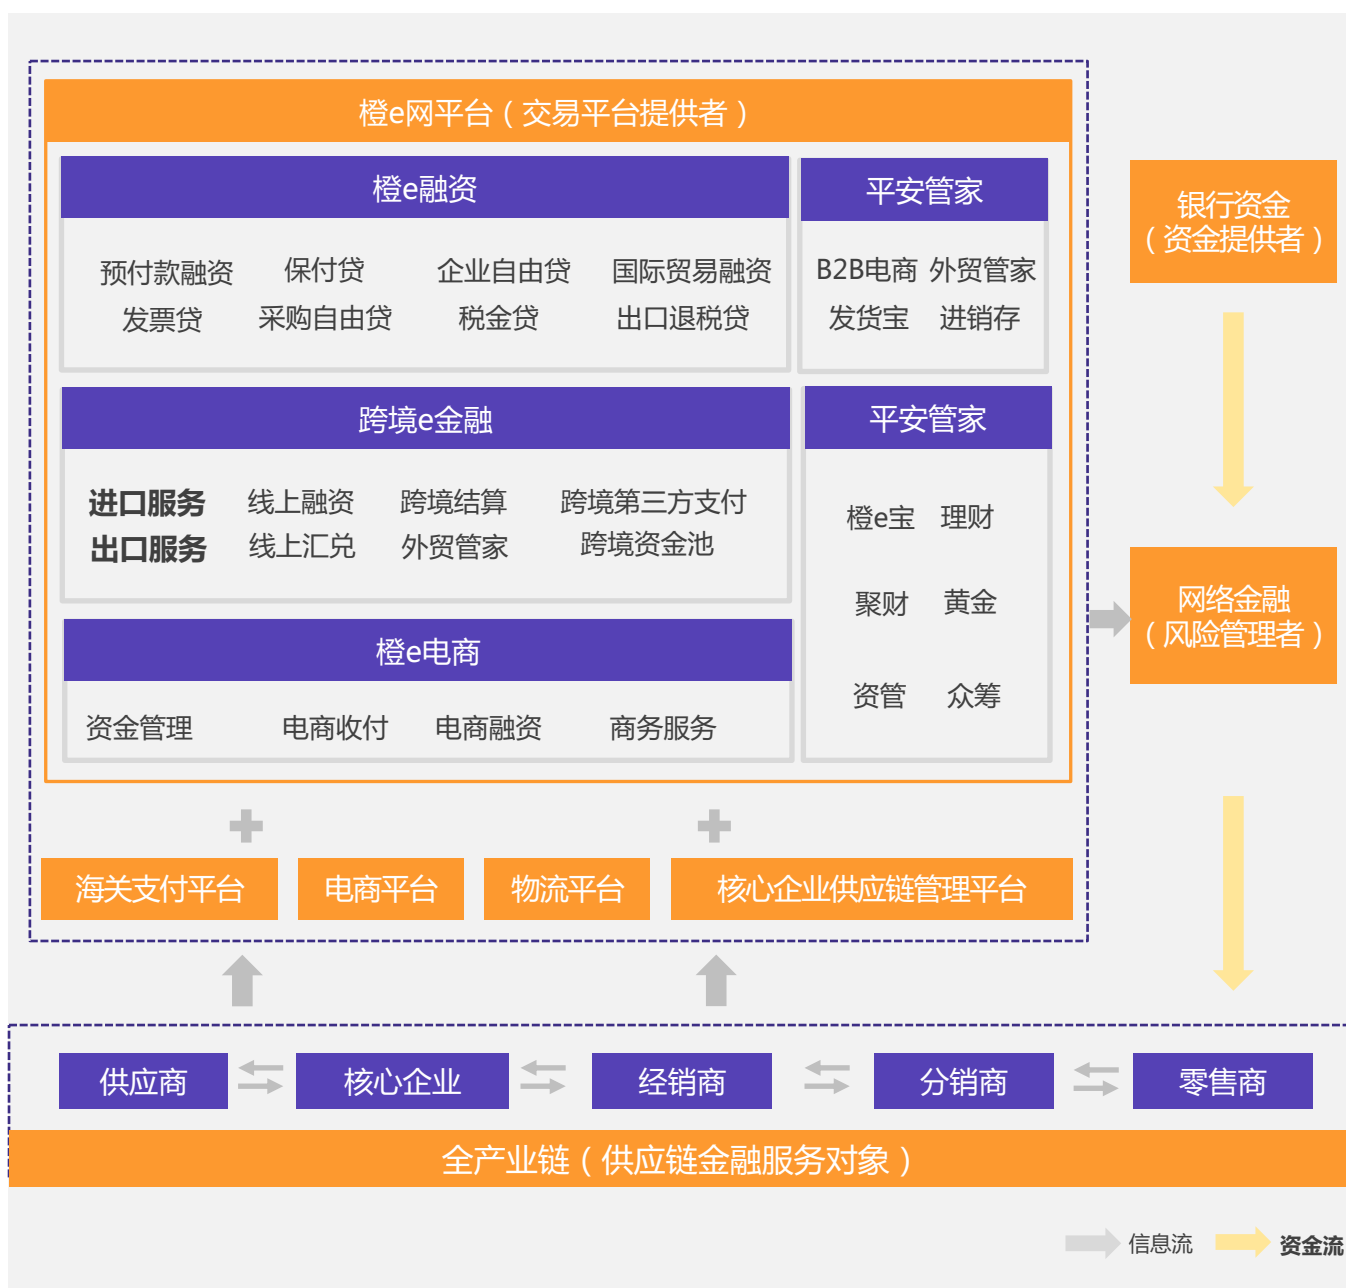 橙e网平台（交易平台提供者）
橙e融资
预付款融资 保付贷 企业自由贷 国际贸易融资
发票贷 采购自由贷 税金贷 出口退税贷
平安管家
B2B电商 外贸管家
发货宝 进销存
银行资金
（资金提供者）
跨境e金融
进口服务 线上融资 跨境结算 跨境第三方支付
出口服务 线上汇兑 外贸管家 跨境资金池
平安管家
橙e宝 理财
聚财 黄金
资管 众筹
网络金融
（风险管理者）
橙e电商
资金管理 电商收付 电商融资 商务服务
海关支付平台 电商平台 物流平台 核心企业供应链管理平台
供应商 核心企业 经销商 分销商 零售商
全产业链（供应链金融服务对象）
信息流 资金流